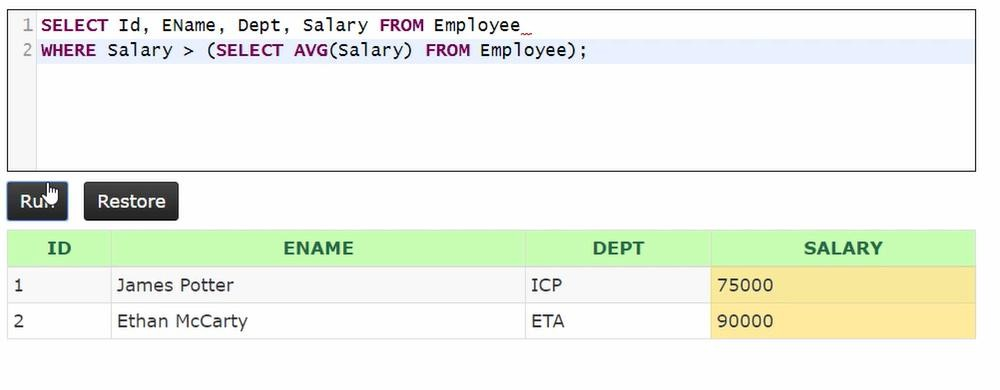 1 SELECT Id, EName, Dept, Salary FROM Employee
2 WHERE Salary > (SELECT AVG(Salary) FROM Employee);
Run Restore
ID ENAME DEPT SALARY
1 James Potter ICP 75000
2 Ethan McCarty ETA 90000